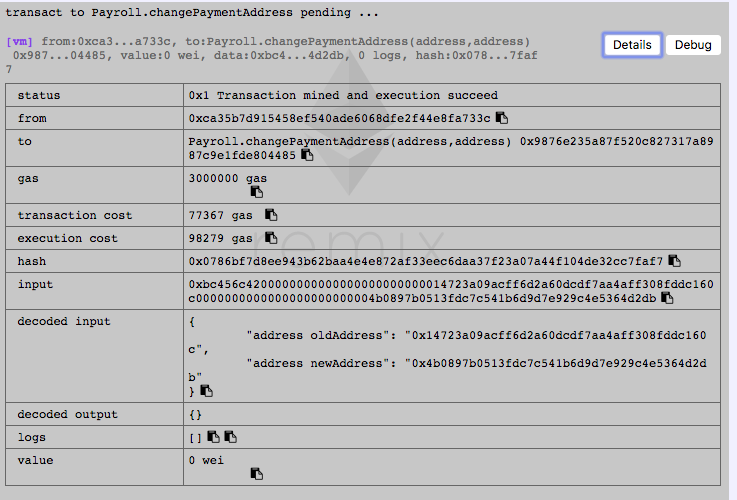 transact to Payroll.changePaymentAddress pending ...
[vm] from:0xca3...a733c, to:Payroll.changePaymentAddress(address,address)
0x987...04485, value:0 wei, data:0xbc4...4d2db, 0 logs, hash:0x078...7faf
7
Details
Debug
status
0x1 Transaction mined and execution succeed
from
0xca35b7d915458ef540ade6068dfe2f44e8fa733c
to
Payroll.changePaymentAddress(address,address) 0x9876e235a87f520c827317a89
87c9e1fde804485
gas
3000000 gas
transaction cost
77367 gas
execution cost
98279 gas
hash
0x0786bf7d8ee943b62baa4e4e872af33eec6daa37f23a07a44f104de32cc7faf7
input
0xbc456c4200000000000000000000000014723a09acff6d2a60dcdf7aa4aff308fddc160
c0000000000000000000000004b0897b0513fdc7c541b6d9d7e929c4e5364d2db
decoded input
{
"address oldAddress": "0x14723a09acff6d2a60dcdf7aa4aff308fddc160
c",
"address newAddress": "0x4b0897b0513fdc7c541b6d9d7e929c4e5364d2d
b"
}
decoded output
{}
logs
[]
value
0 wei
remix